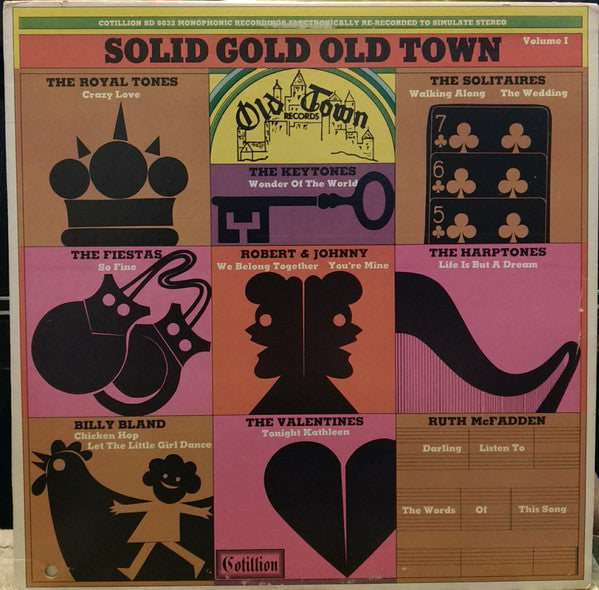 COTILLION SD 9032 MONOPHONIC RECORDINGS ELECTRONICALLY RE-RECORDED TO SIMULATE STEREO
SOLID GOLD OLD TOWN
Volume I
THE ROYAL TONES
Crazy Love
Old Town
RECORDS
THE KEYTONES
Wonder Of The World
THE SOLITAIRES
Walking Along The Wedding
7
6
5
THE FIESTAS
So Fine
ROBERT & JOHNNY
We Belong Together You're Mine
THE HARPTONES
Life Is But A Dream
BILLY BLAND
Chicken Hop
Let The Little Girl Dance
THE VALENTINES
Tonight Kathleen
Cotillion
RUTH McFADDEN
Darling Listen To
The Words Of This Song